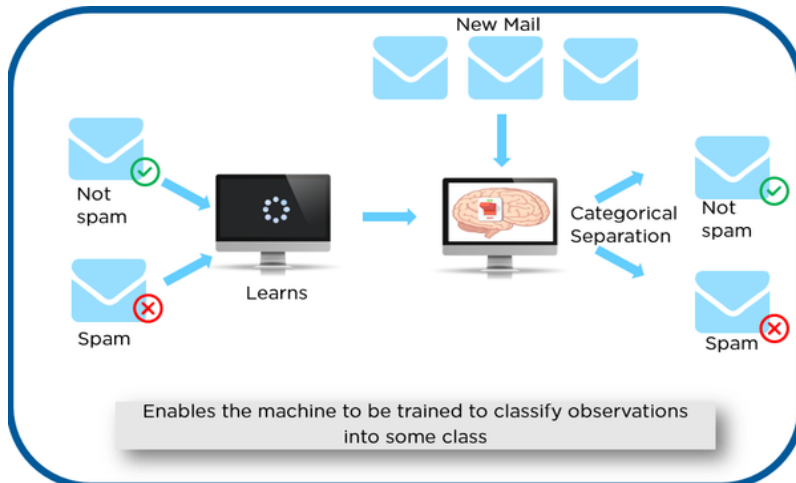 New Mail
Not
spam
Spam
Learns
Categorical
Separation
Not
spam
Spam
Enables the machine to be trained to classify observations
into some class